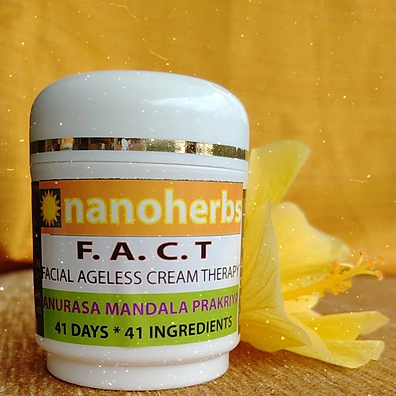 nanoherbs
F. A. C. T
FACIAL AGELESS CREAM THERAPY
ANURASA MANDALA PRAKRIYA
41 DAYS * 41 INGREDIENTS